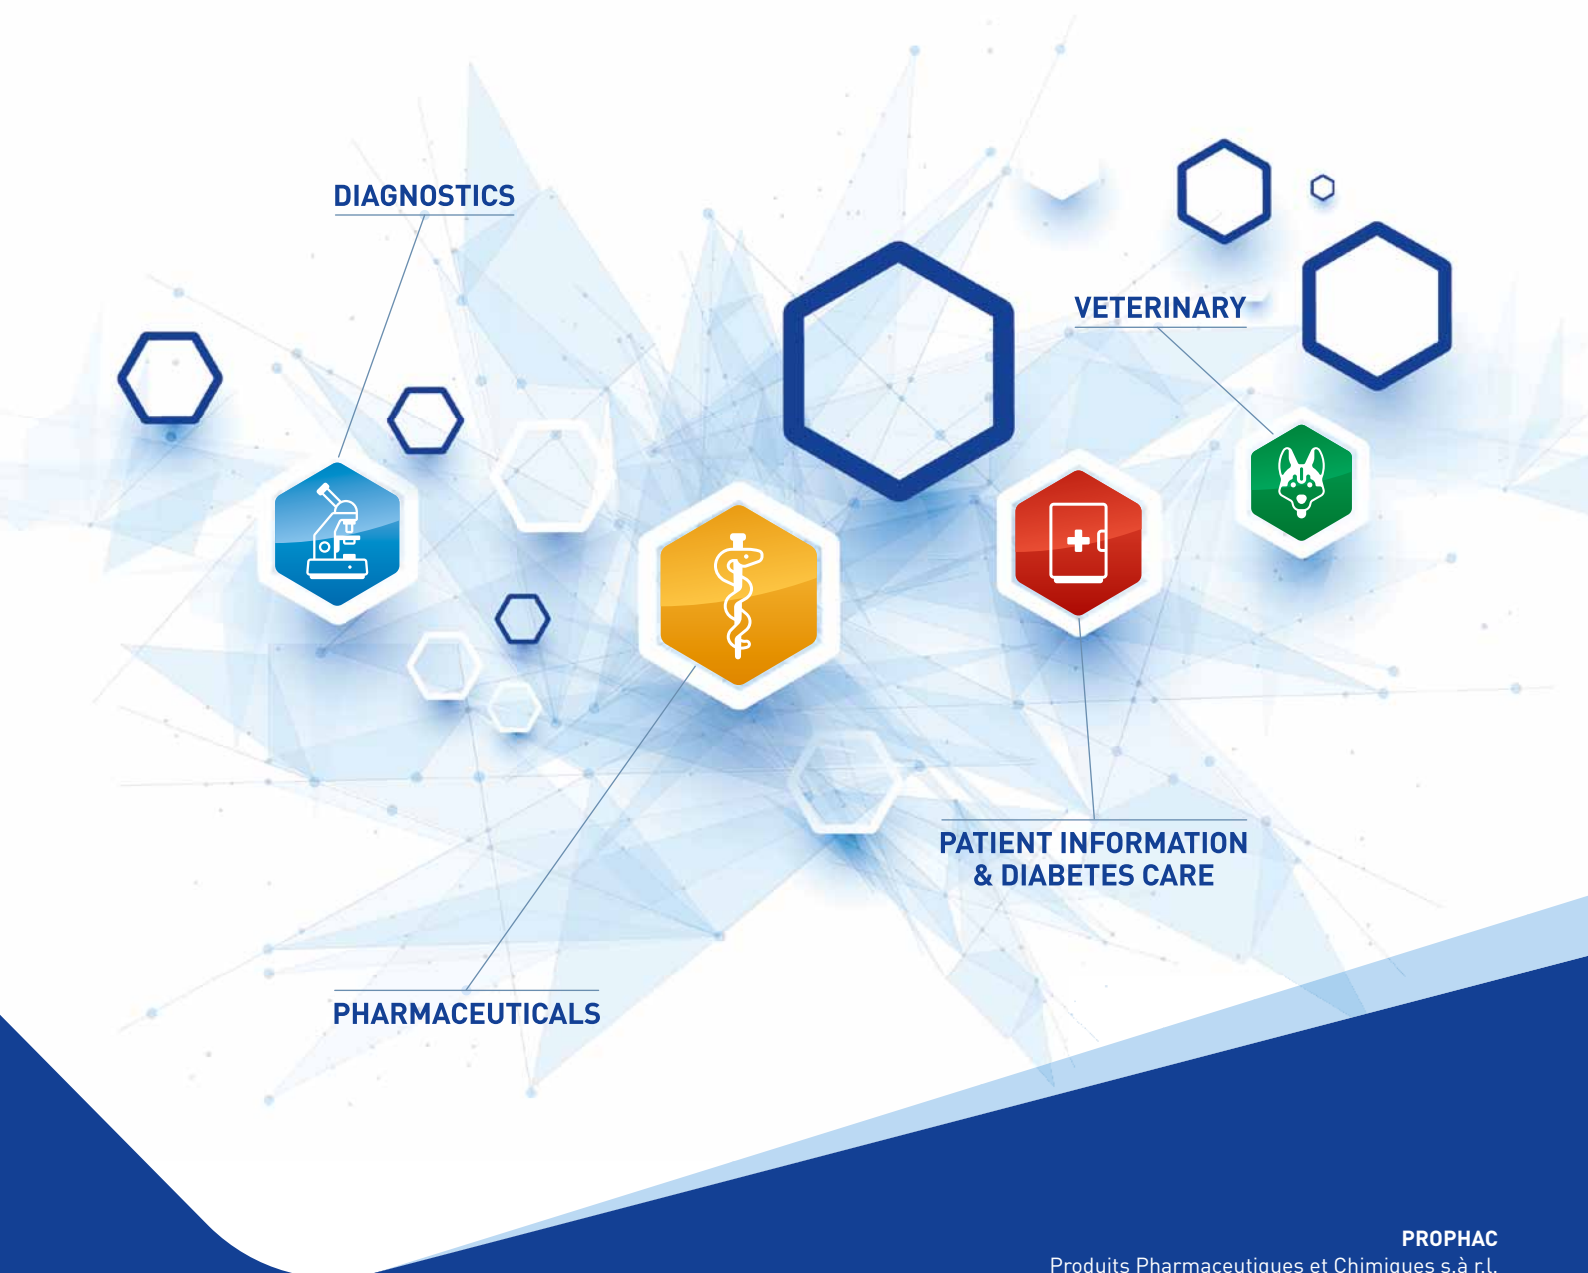 DIAGNOSTICS
VETERINARY
PATIENT INFORMATION
& DIABETES CARE
PHARMACEUTICALS
PROPHAC
Produits Pharmaceutiques et Chimiques s.à r.l.